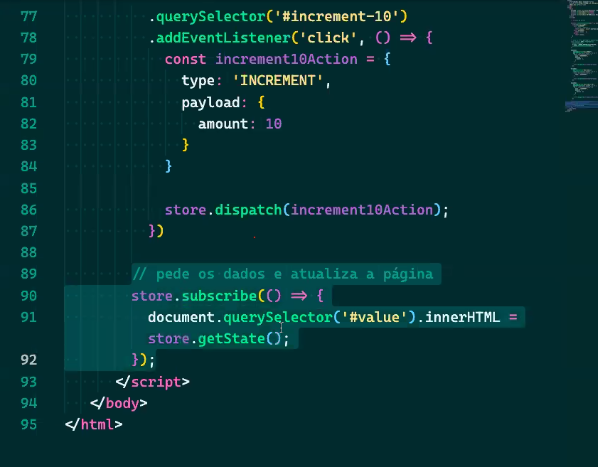 77 .querySelector('#increment-10')
78 .addEventListener('click', () => {
79 const increment10Action = {
80 type: 'INCREMENT',
81 payload: {
82 amount: 10
83 }
84 }
85
86 store.dispatch(increment10Action);
87 })
88
89 // pede os dados e atualiza a página
90 store.subscribe(() => {
91 document.querySelector('#value').innerHTML =
store.getState();
92 });
93 </script>
94 </body>
95 </html>